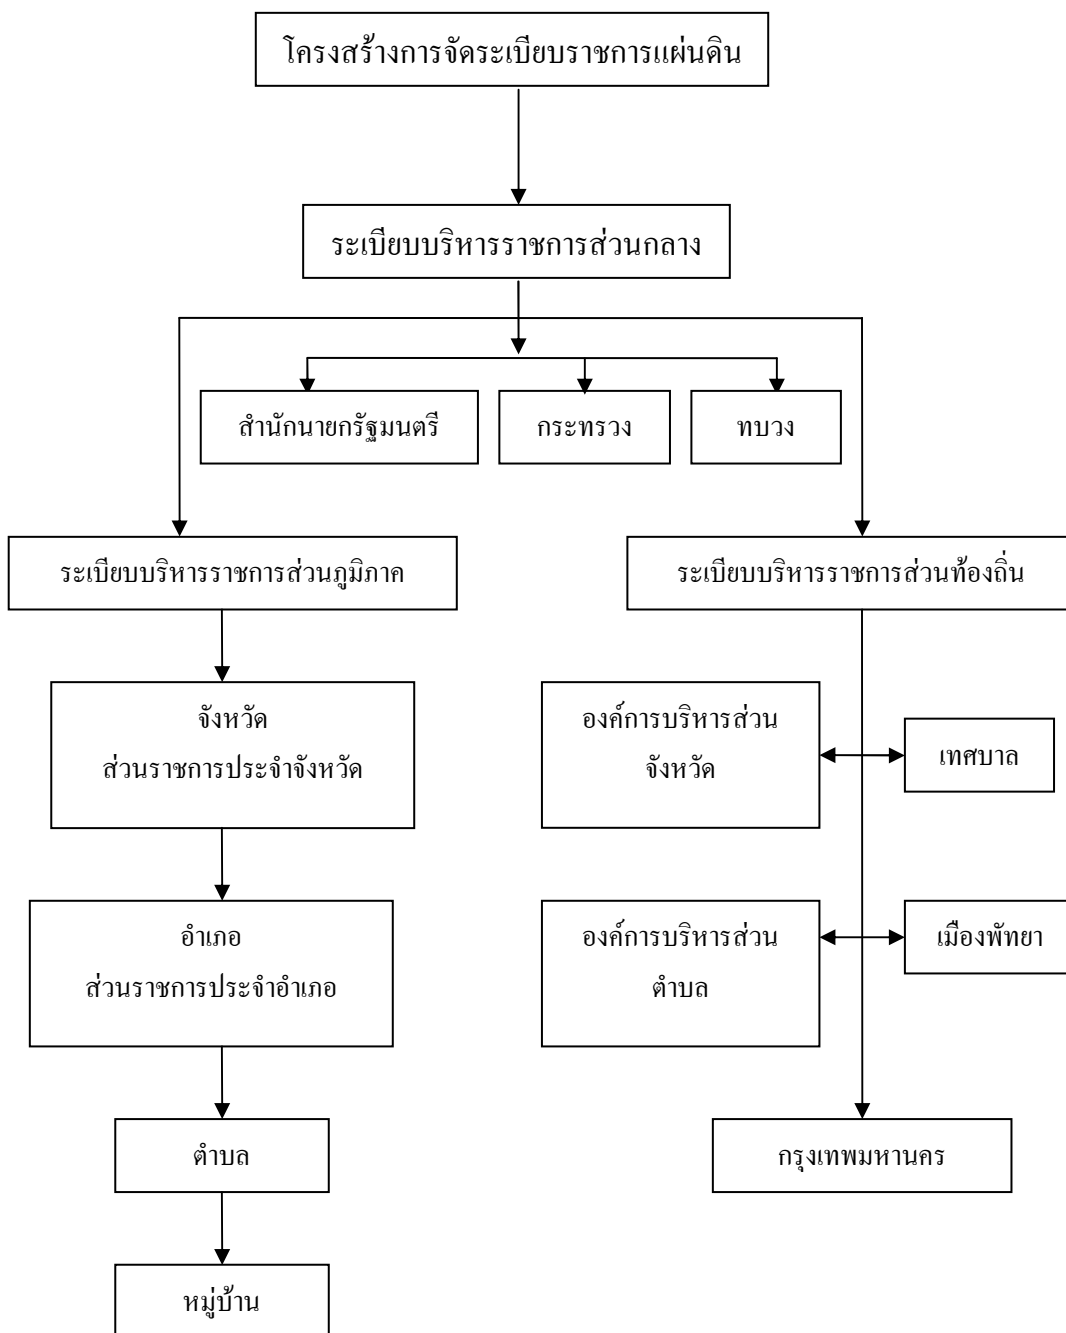 โครงสร้างการจัดระเบียบราชการแผ่นดิน
ระเบียบบริหารราชการส่วนกลาง
สำนักนายกรัฐมนตรี
กระทรวง
ทบวง
ระเบียบบริหารราชการส่วนภูมิภาค
ระเบียบบริหารราชการส่วนท้องถิ่น
จังหวัด
ส่วนราชการประจำจังหวัด
องค์การบริหารส่วน
จังหวัด
เทศบาล
อำเภอ
ส่วนราชการประจำอำเภอ
องค์การบริหารส่วน
ตำบล
เมืองพัทยา
ตำบล
กรุงเทพมหานคร
หมู่บ้าน